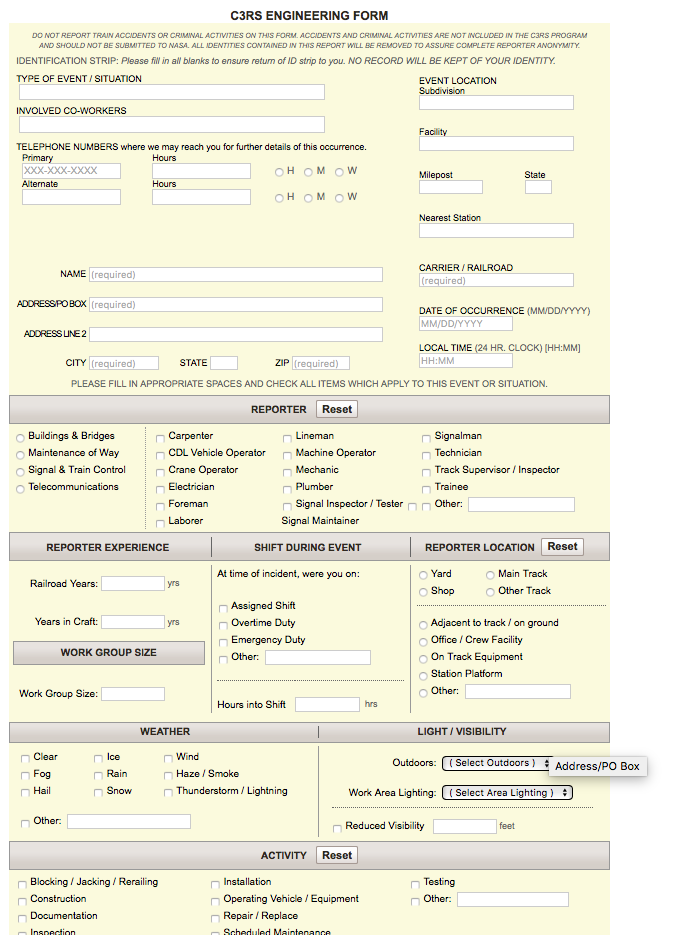 C3RS ENGINEERING FORM
DO NOT REPORT TRAIN ACCIDENTS OR CRIMINAL ACTIVITIES ON THIS FORM. ACCIDENTS AND CRIMINAL ACTIVITIES ARE NOT INCLUDED IN THE C3RS PROGRAM
AND SHOULD NOT BE SUBMITTED TO NASA. ALL IDENTITIES CONTAINED IN THIS REPORT WILL BE REMOVED TO ASSURE COMPLETE REPORTER ANONYMITY.
IDENTIFICATION STRIP: Please fill in all blanks to ensure return of ID strip to you. NO RECORD WILL BE KEPT OF YOUR IDENTITY.
TYPE OF EVENT / SITUATION
INVOLVED CO-WORKERS
TELEPHONE NUMBERS where we may reach you for further details of this occurrence.
Primary Hours
XXX-XXX-XXXX H M W
Alternate Hours
H M W
EVENT LOCATION
Subdivision
Facility
Milepost State
Nearest Station
NAME (required)
ADDRESS/PO BOX (required)
ADDRESS LINE 2
CITY (required) STATE ZIP (required)
CARRIER / RAILROAD
(required)
DATE OF OCCURRENCE (MM/DD/YYYY)
MM/DD/YYYY
LOCAL TIME (24 HR. CLOCK) [HH:MM]
HH:MM
PLEASE FILL IN APPROPRIATE SPACES AND CHECK ALL ITEMS WHICH APPLY TO THIS EVENT OR SITUATION.
REPORTER Reset
Buildings & Bridges
Maintenance of Way
Signal & Train Control
Telecommunications
Carpenter
CDL Vehicle Operator
Crane Operator
Electrician
Foreman
Laborer
Lineman
Machine Operator
Mechanic
Plumber
Signal Inspector / Tester
Signal Maintainer
Signalman
Technician
Track Supervisor / Inspector
Trainee
Other:
REPORTER EXPERIENCE
Railroad Years: yrs
Years in Craft: yrs
WORK GROUP SIZE
Work Group Size:
SHIFT DURING EVENT
At time of incident, were you on:
Assigned Shift
Overtime Duty
Emergency Duty
Other:
Hours into Shift hrs
REPORTER LOCATION Reset
Yard Main Track
Shop Other Track
Adjacent to track / on ground
Office / Crew Facility
On Track Equipment
Station Platform
Other:
WEATHER
Clear Ice Wind
Fog Rain Haze / Smoke
Hail Snow Thunderstorm / Lightning
Other:
LIGHT / VISIBILITY
Outdoors: ( Select Outdoors )
Address/PO Box
Work Area Lighting: ( Select Area Lighting )
Reduced Visibility feet
ACTIVITY Reset
Blocking / Jacking / Rerailing
Construction
Documentation
Inspection
Installation
Operating Vehicle / Equipment
Repair / Replace
Scheduled Maintenance
Testing
Other: